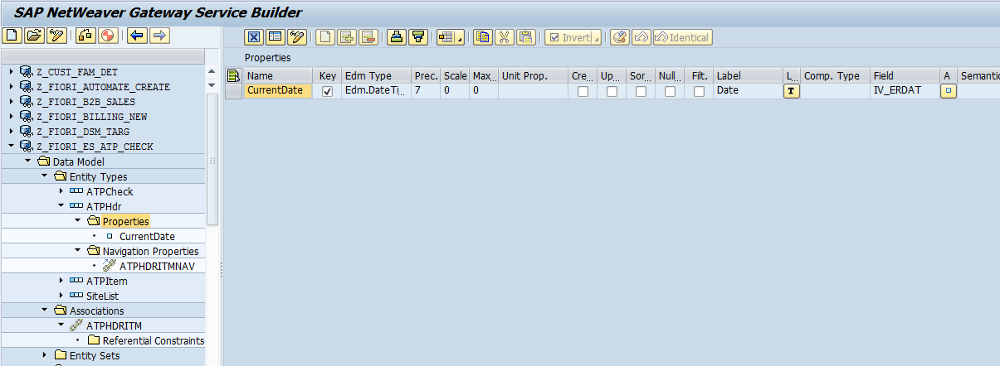 SAP NetWeaver Gateway Service Builder
Invert
Identical
Z_CUST_FAM_DET
Z_FIORI_AUTOMATE_CREATE
Z_FIORI_B2B_SALES
Z_FIORI_BILLING_NEW
Z_FIORI_DSM_TARG
Z_FIORI_ES_ATP_CHECK
Data Model
Entity Types
ATPCheck
ATPHdr
Properties
CurrentDate
Navigation Properties
ATPHDRITMNAV
ATPItem
SiteList
Associations
ATPHDRITM
Referential Constraints
Entity Sets
Properties
Name Key Edm Type Prec. Scale Max... Unit Prop. Cre... Up... Sor... Null... Filt. Label L... Comp. Type Field A Semantic
CurrentDate Edm.DateTi... 7 0 0 Date T IV_ERDAT